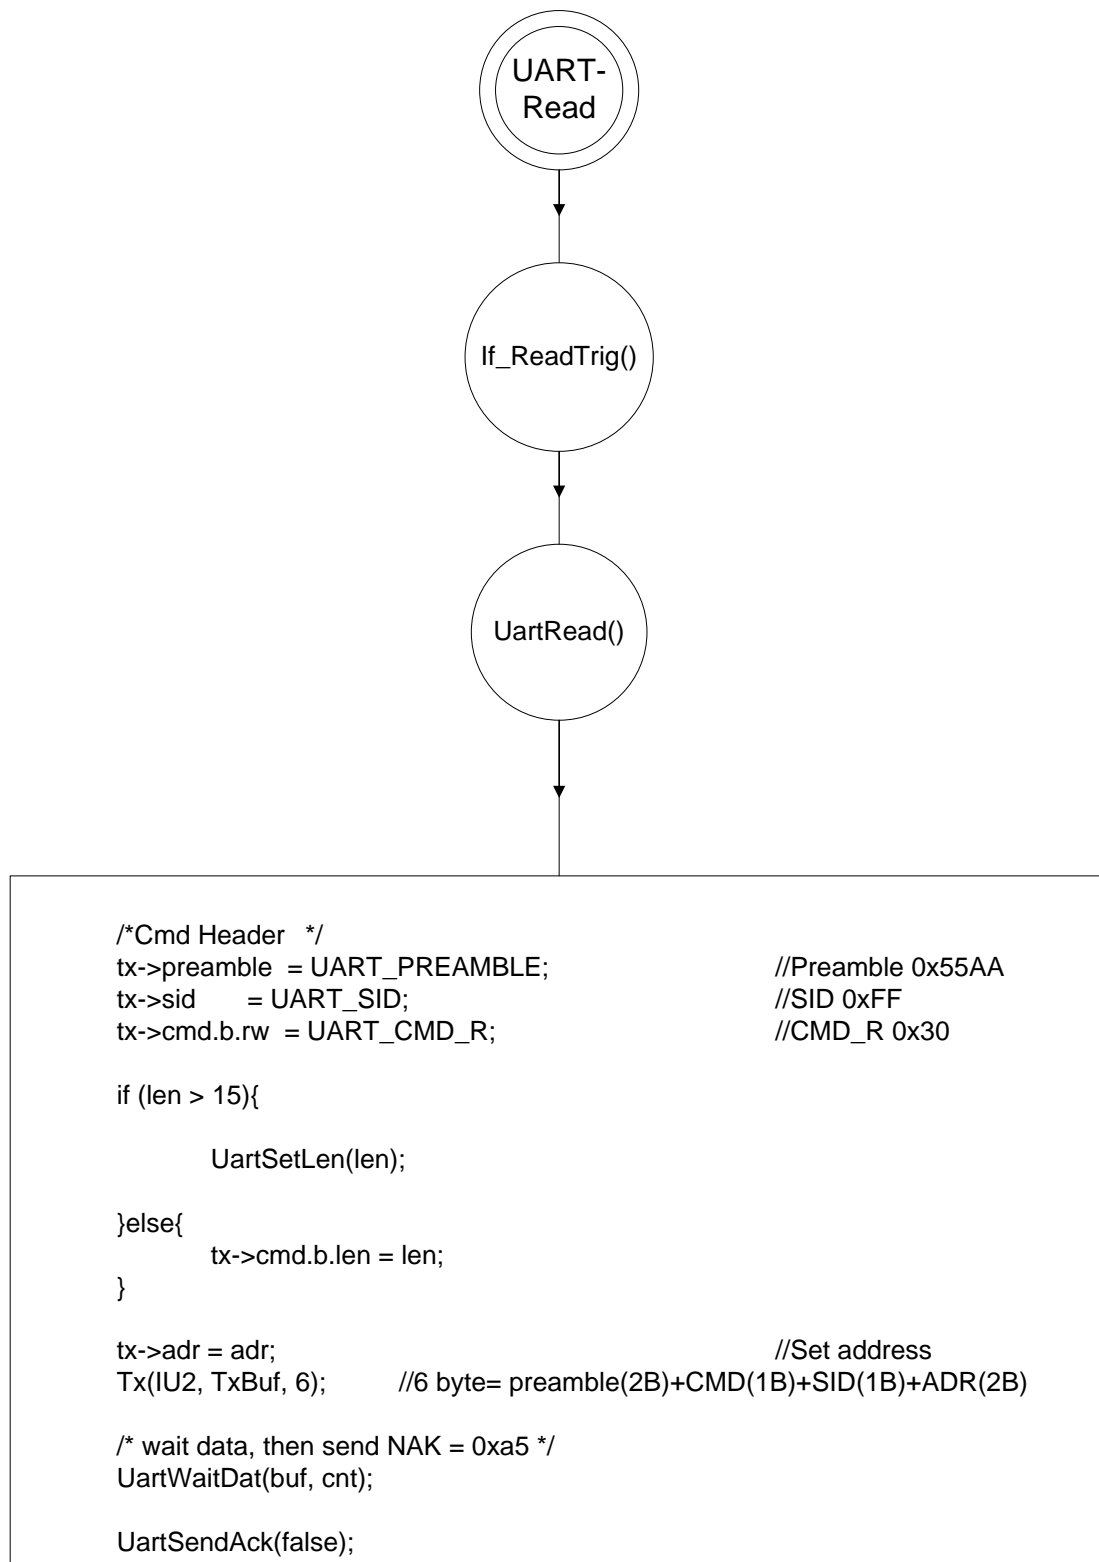 UART-
Read
If_ReadTrig()
UartRead()
/*Cmd Header   */
tx->preamble  = UART_PREAMBLE;                    //Preamble 0x55AA
tx->sid      = UART_SID;                    //SID 0xFF
tx->cmd.b.rw  = UART_CMD_R;                    //CMD_R 0x30
if (len > 15){
UartSetLen(len);
}else{
tx->cmd.b.len = len;
}
tx->adr = adr;                    //Set address
Tx(IU2, TxBuf, 6);        //6 byte= preamble(2B)+CMD(1B)+SID(1B)+ADR(2B)
/* wait data, then send NAK = 0xa5 */
UartWaitDat(buf, cnt);
UartSendAck(false);